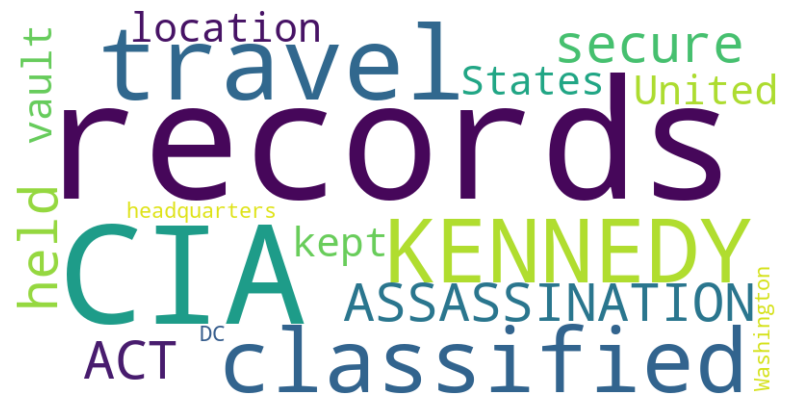 location
travel
secure
vault
States
United
records
held
headquarters
CIA
kept
KENNEDY
ASSASSINATION
Washington
DC
ACT
classified